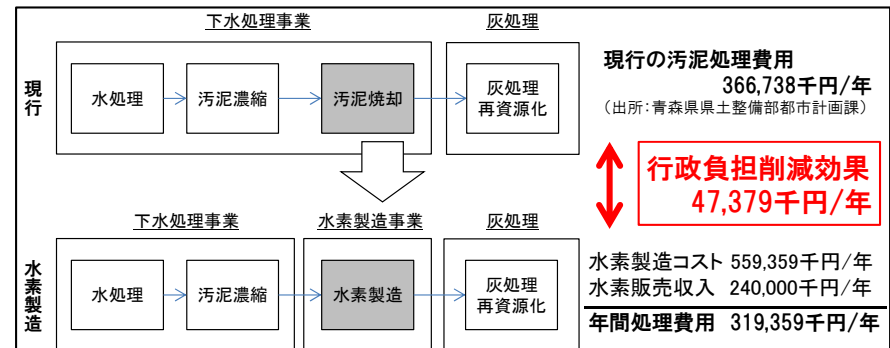 下水処理事業
灰処理
現行
水処理
汚泥濃縮
汚泥焼却
灰処理
再資源化
現行の汚泥処理費用
366,738千円/年
（出所：青森県県土整備部都市計画課）
行政負担削減効果
47,379千円/年
下水処理事業
水素製造事業
灰処理
水素製造
水処理
汚泥濃縮
水素製造
灰処理
再資源化
水素製造コスト 559,359千円/年
水素販売収入 240,000千円/年
年間処理費用 319,359千円/年